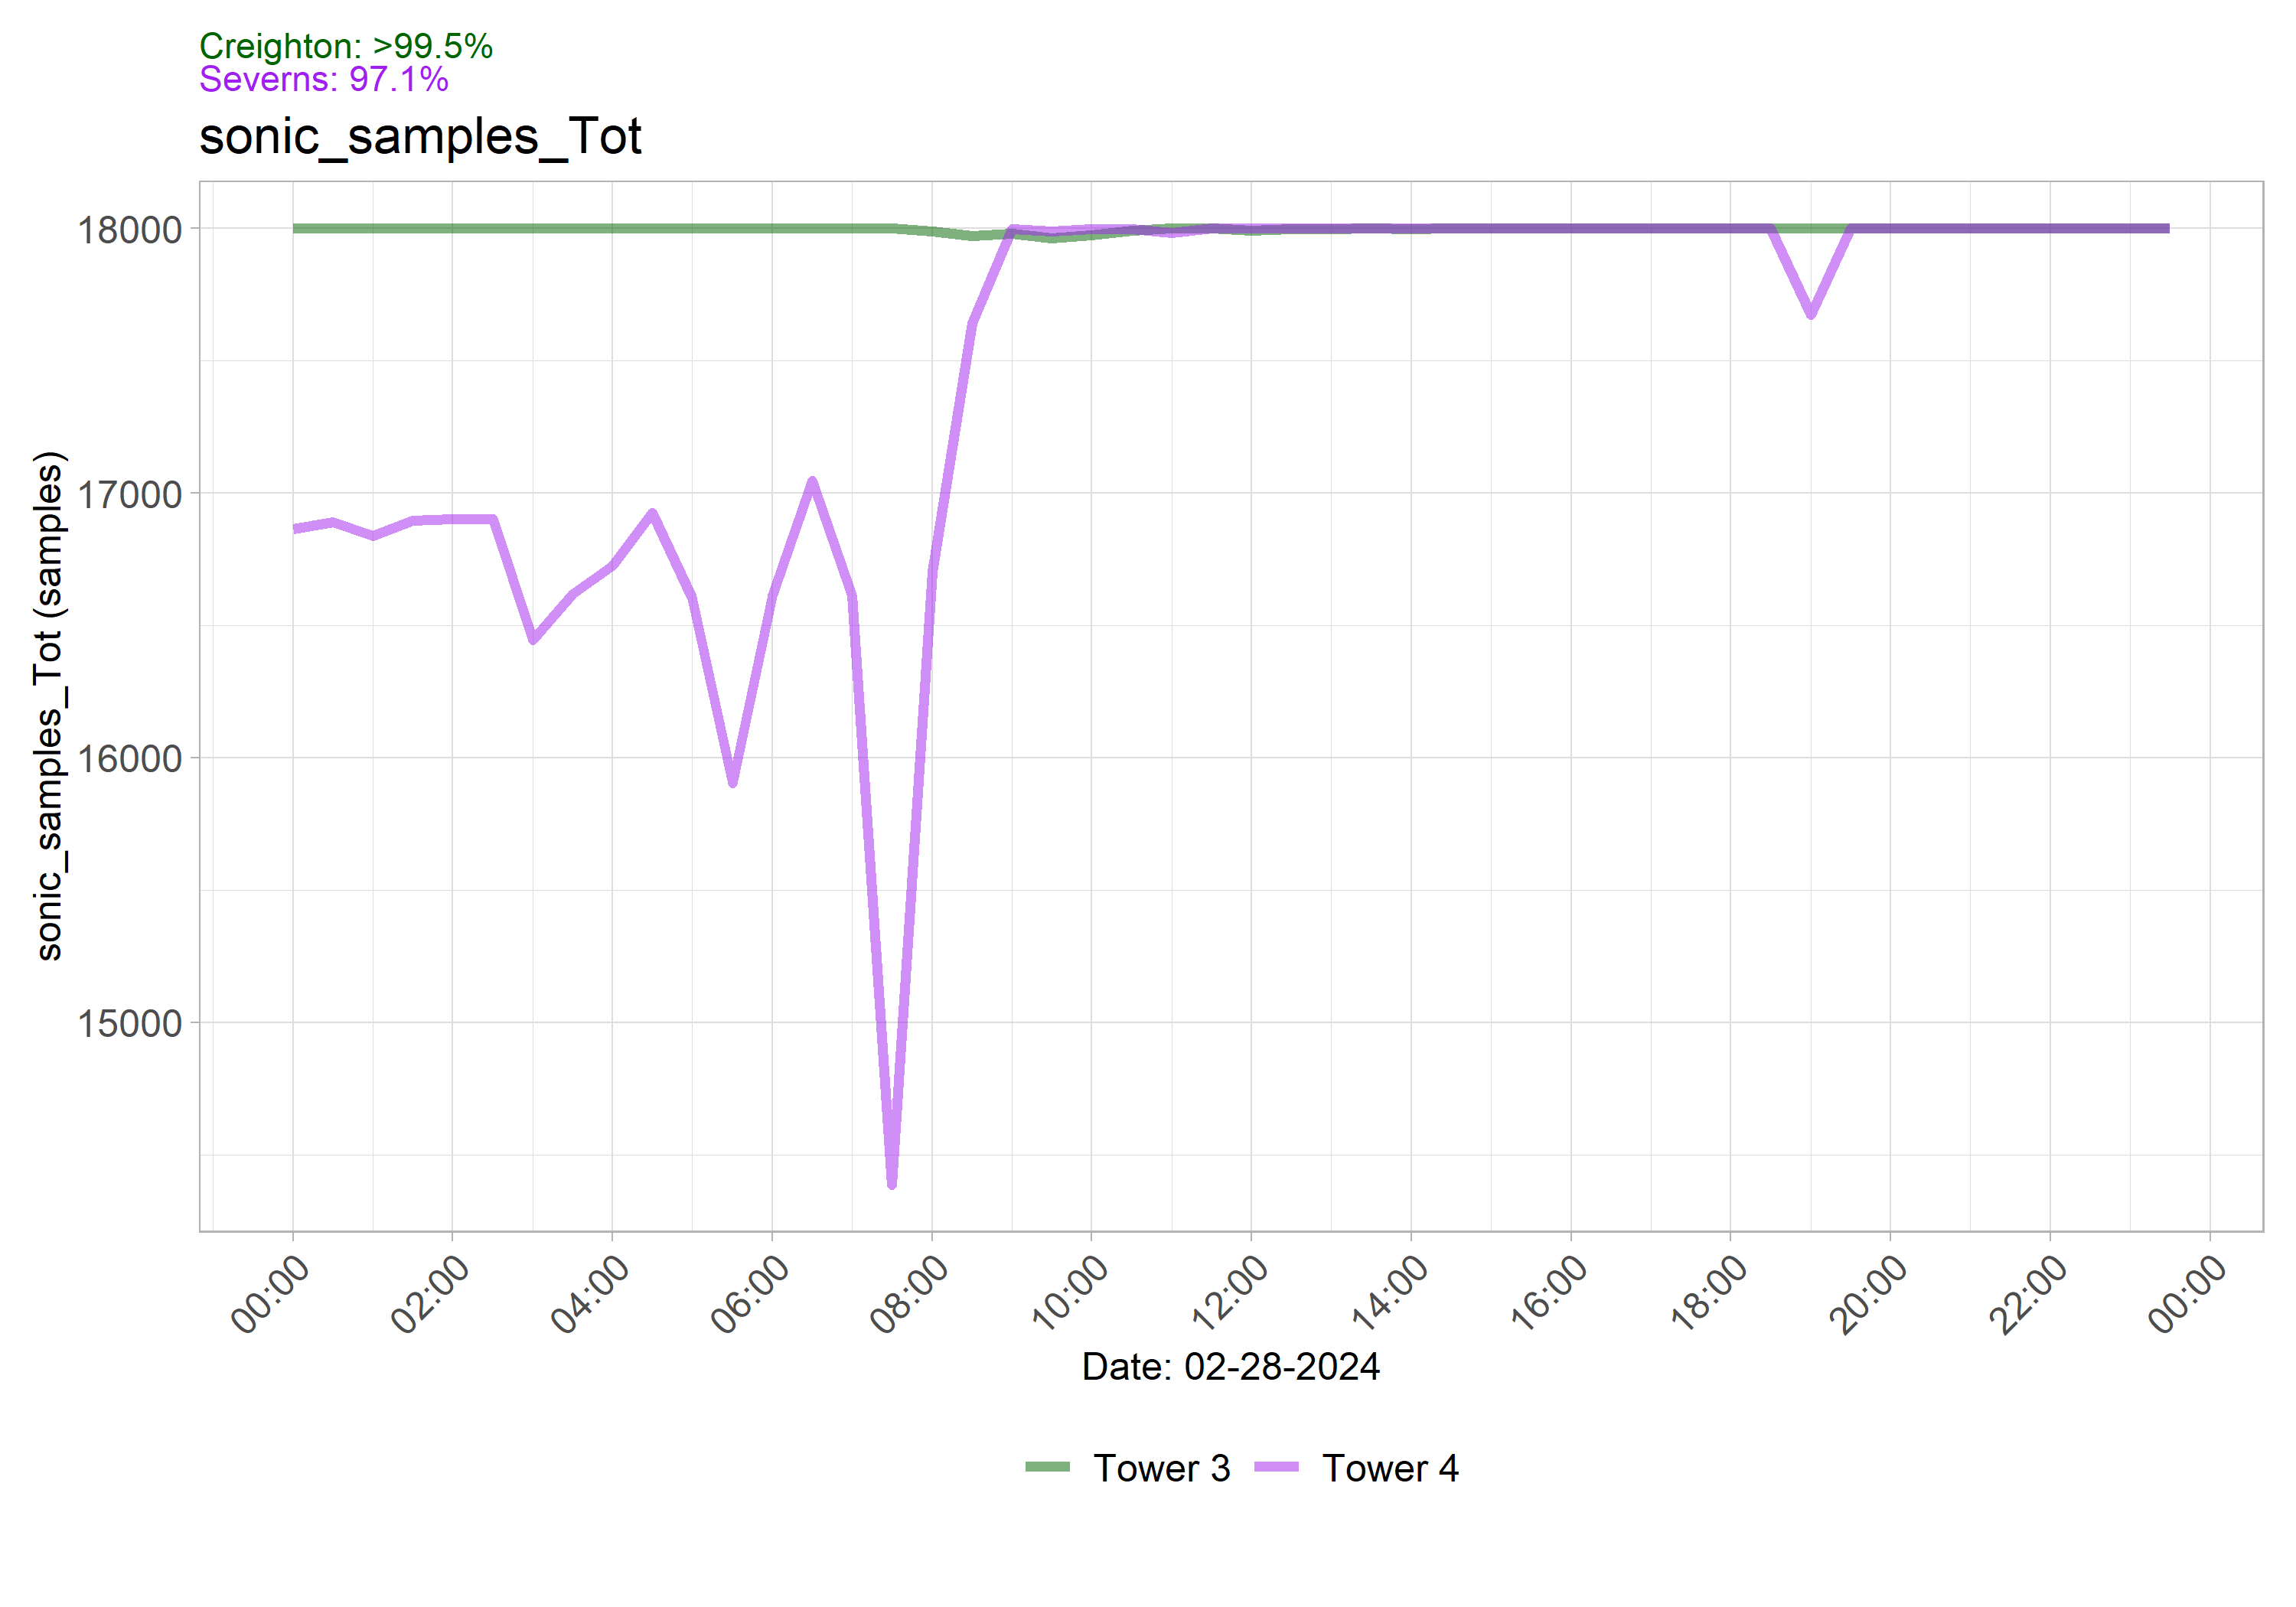 Creighton: >99.5%
Severns: 97.1%
sonic_samples_Tot
18000
17000
16000
15000
sonic_samples_Tot (samples)
00:00
02:00
04:00
06:00
08:00
10:00
12:00
14:00
16:00
18:00
20:00
22:00
00:00
Date: 02-28-2024
Tower 3
Tower 4